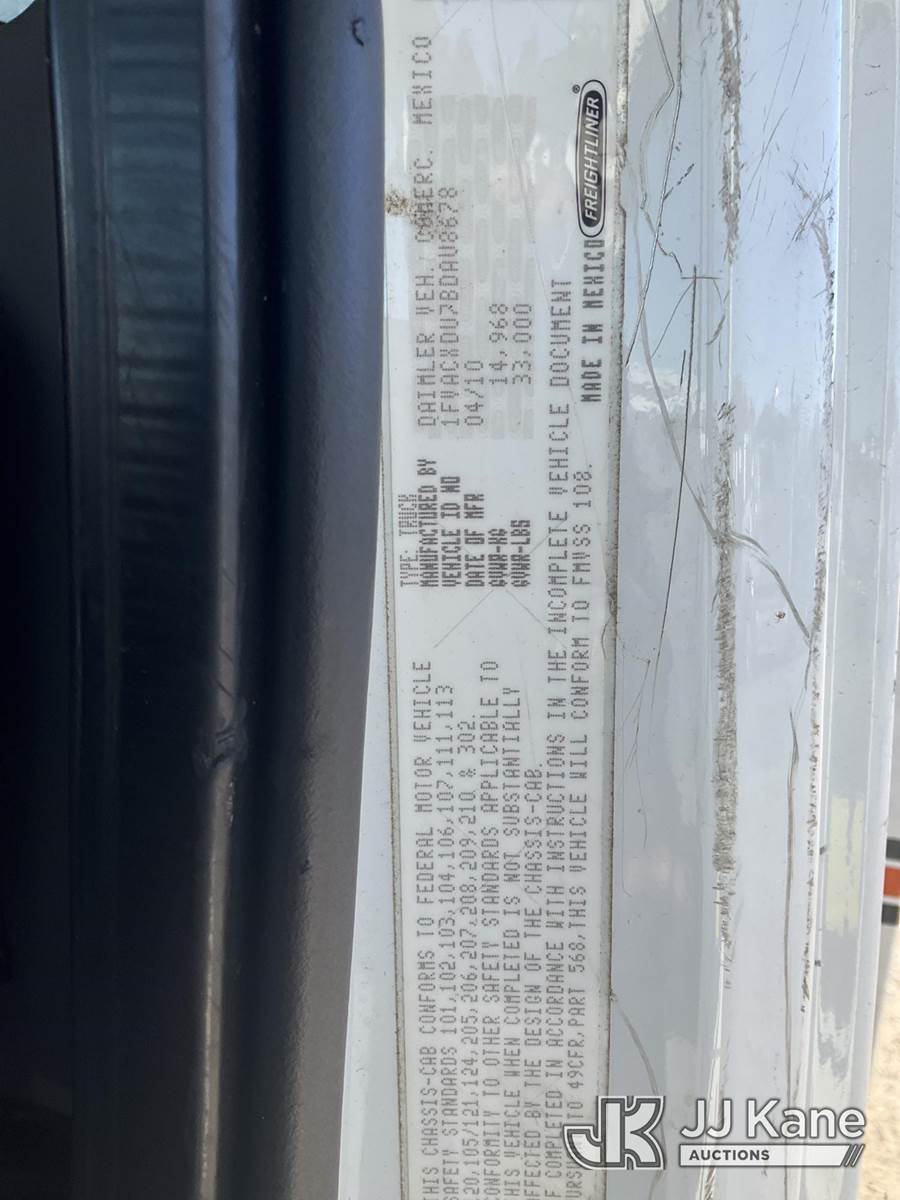 THIS CHASSIS-CAB CONFORMS TO FEDERAL MOTOR VEHICLE
SAFETY STANDARDS 101,102,103,104,106,107,111,113
120,105/121,124,205,206,207,208,209,210 & 302.
CONFORMITY TO OTHER SAFETY STANDARDS APPLICABLE TO
THIS VEHICLE WHEN COMPLETED IS NOT SUBSTANTIALLY
AFFECTED BY THE DESIGN OF THE CHASSIS-CAB.
IF COMPLETED IN ACCORDANCE WITH INSTRUCTIONS IN THE INCOMPLETE VEHICLE DOCUMENT
PURSUANT TO 49CFR,PART 568,THIS VEHICLE WILL CONFORM TO FMVSS 108.
TYPE: TRUCK
MANUFACTURED BY DAIMLER VEH. COMERC. MEXICO
VEHICLE ID NO 1FVACXDU7BDAW8678
DATE OF MFR 04/10
GVWR-KG 14,968
GVWR-LBS 33,000
MADE IN MEXICO
FREIGHTLINER®
JK JJ Kane
AUCTIONS